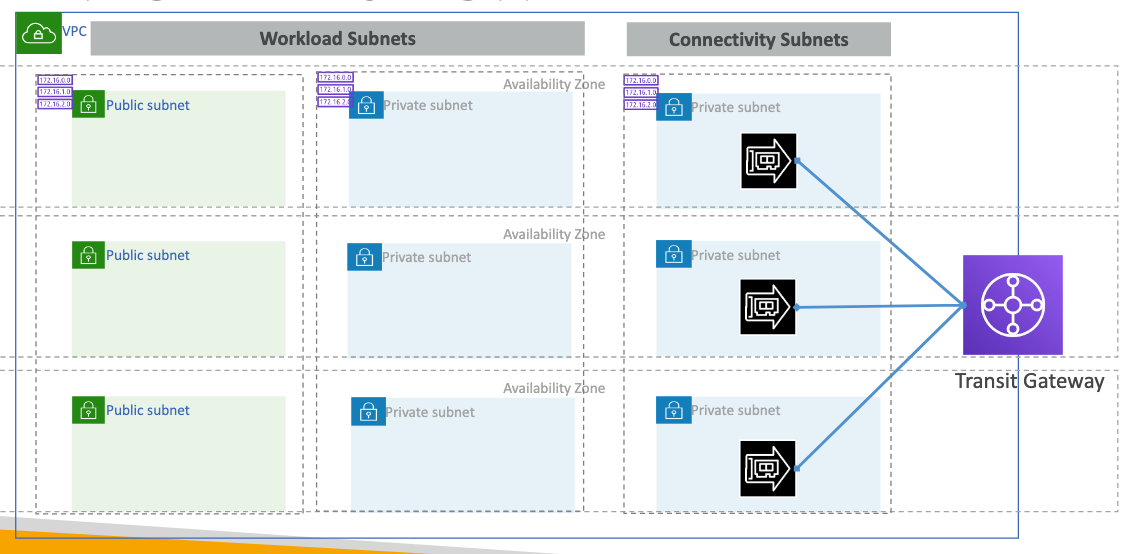 VPC
Workload Subnets
Connectivity Subnets
172.16.0.0
172.16.1.0
172.16.2.0
Public subnet
172.16.0.0
172.16.1.0
172.16.2.0
Availability Zone
Private subnet
172.16.0.0
172.16.1.0
172.16.2.0
Private subnet
Availability Zone
Public subnet
Private subnet
Private subnet
Transit Gateway
Availability Zone
Public subnet
Private subnet
Private subnet